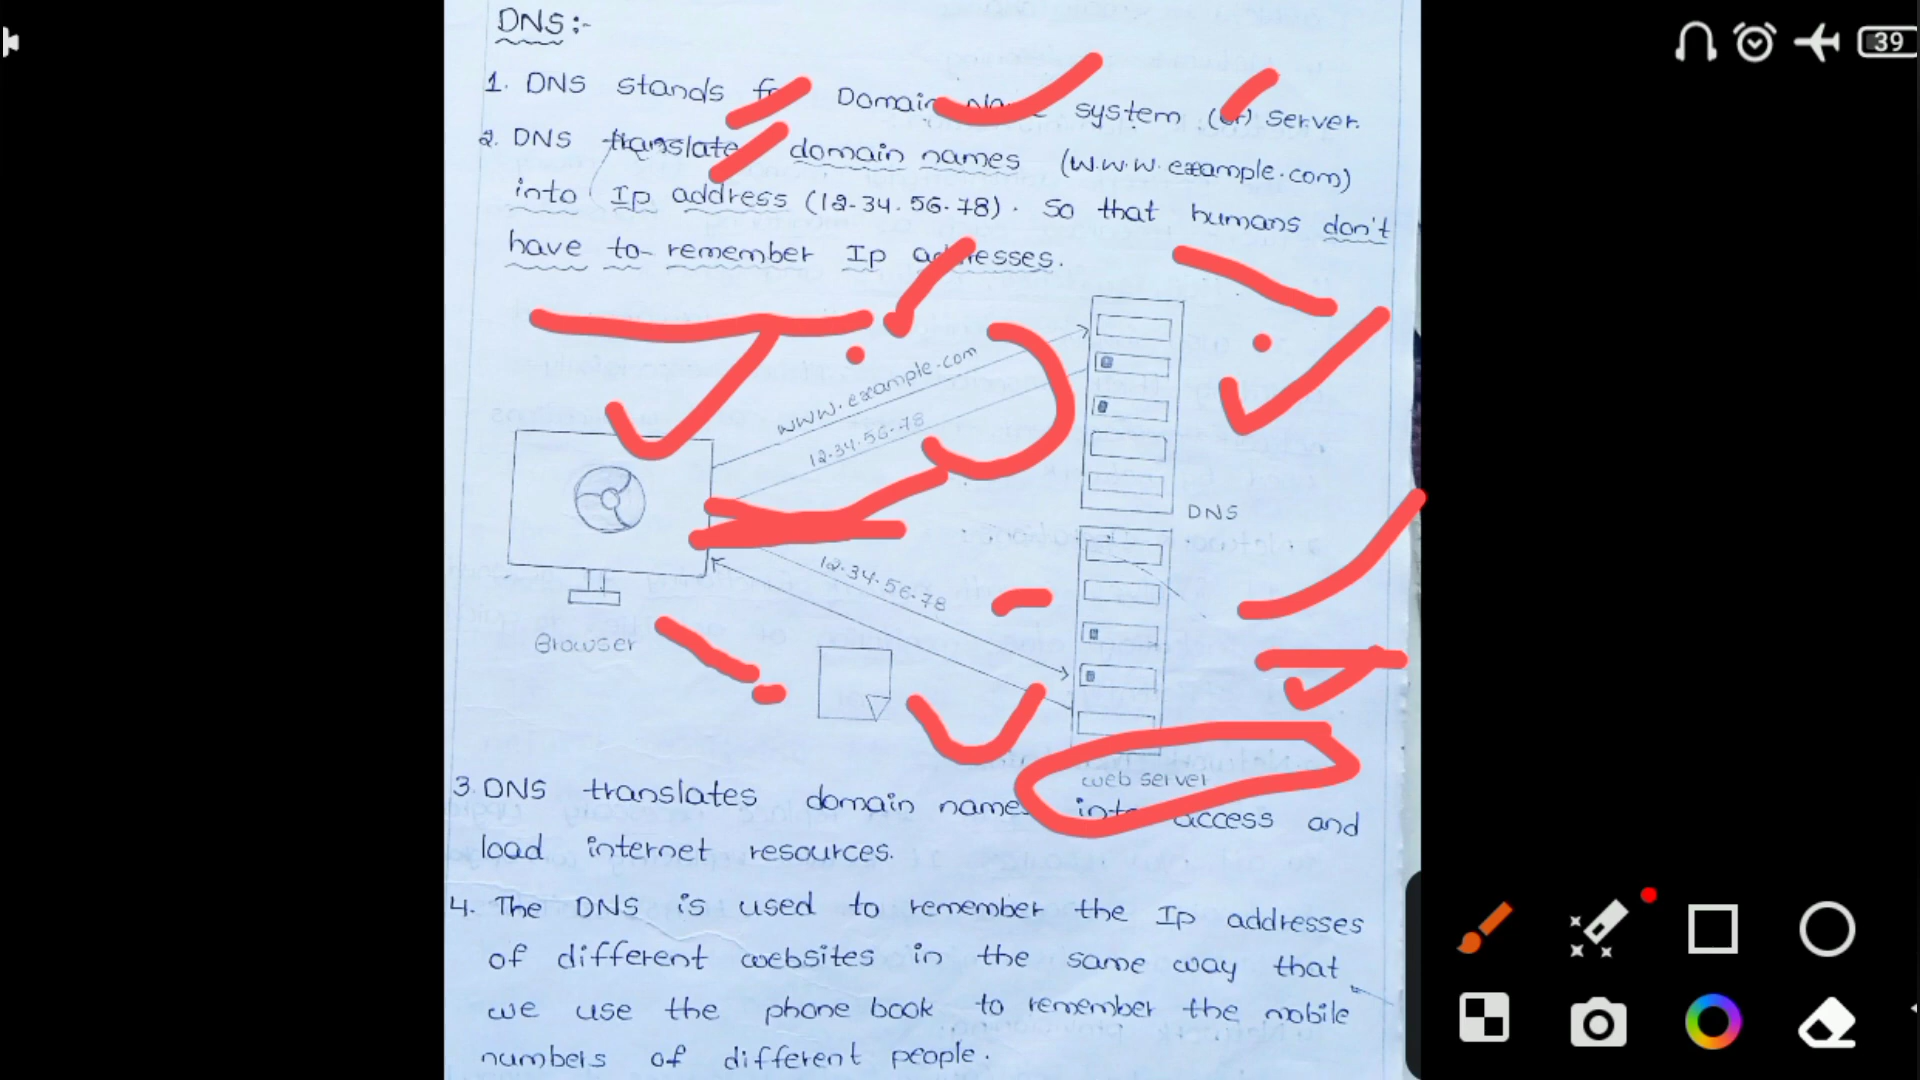 39
DNS:-
1. DNS stands Domain system (or) server.
2. DNS translate domain names (w.w.w.example.com)
into Ip address (12.34.56.78). So that humans don't
have to remember Ip addresses.
www.example.com
12.34.56.78
DNS
12.34.56.78
Browser
web server
3. DNS translates domain names into access and
load internet resources.
4. The DNS is used to remember the Ip addresses
of different websites in the same way that
we use the phone book to remember the mobile
numbers of different people.